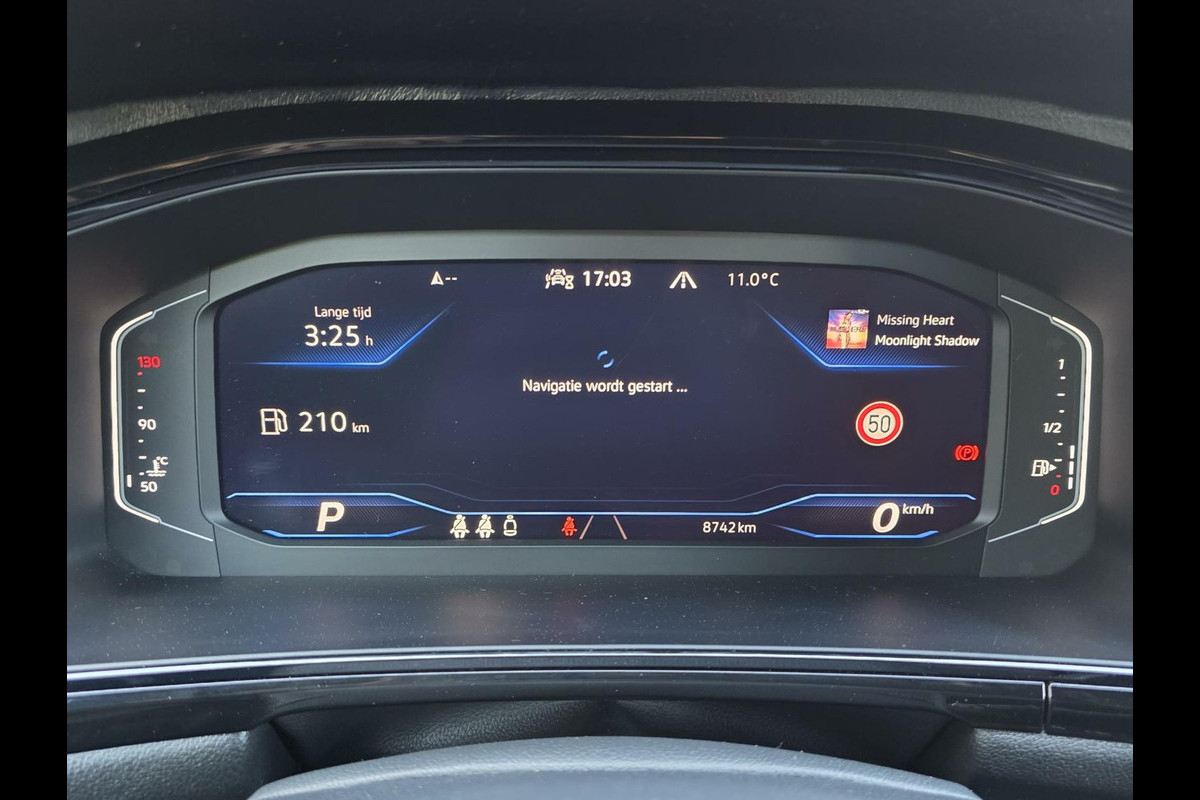 -- 17:03 11.0°C
Lange tijd
3:25 h
Missing Heart
Moonlight Shadow
Navigatie wordt gestart ...
210 km
50
(P)
130
90
°C
50
1
1/2
0
P
8742 km
0 km/h